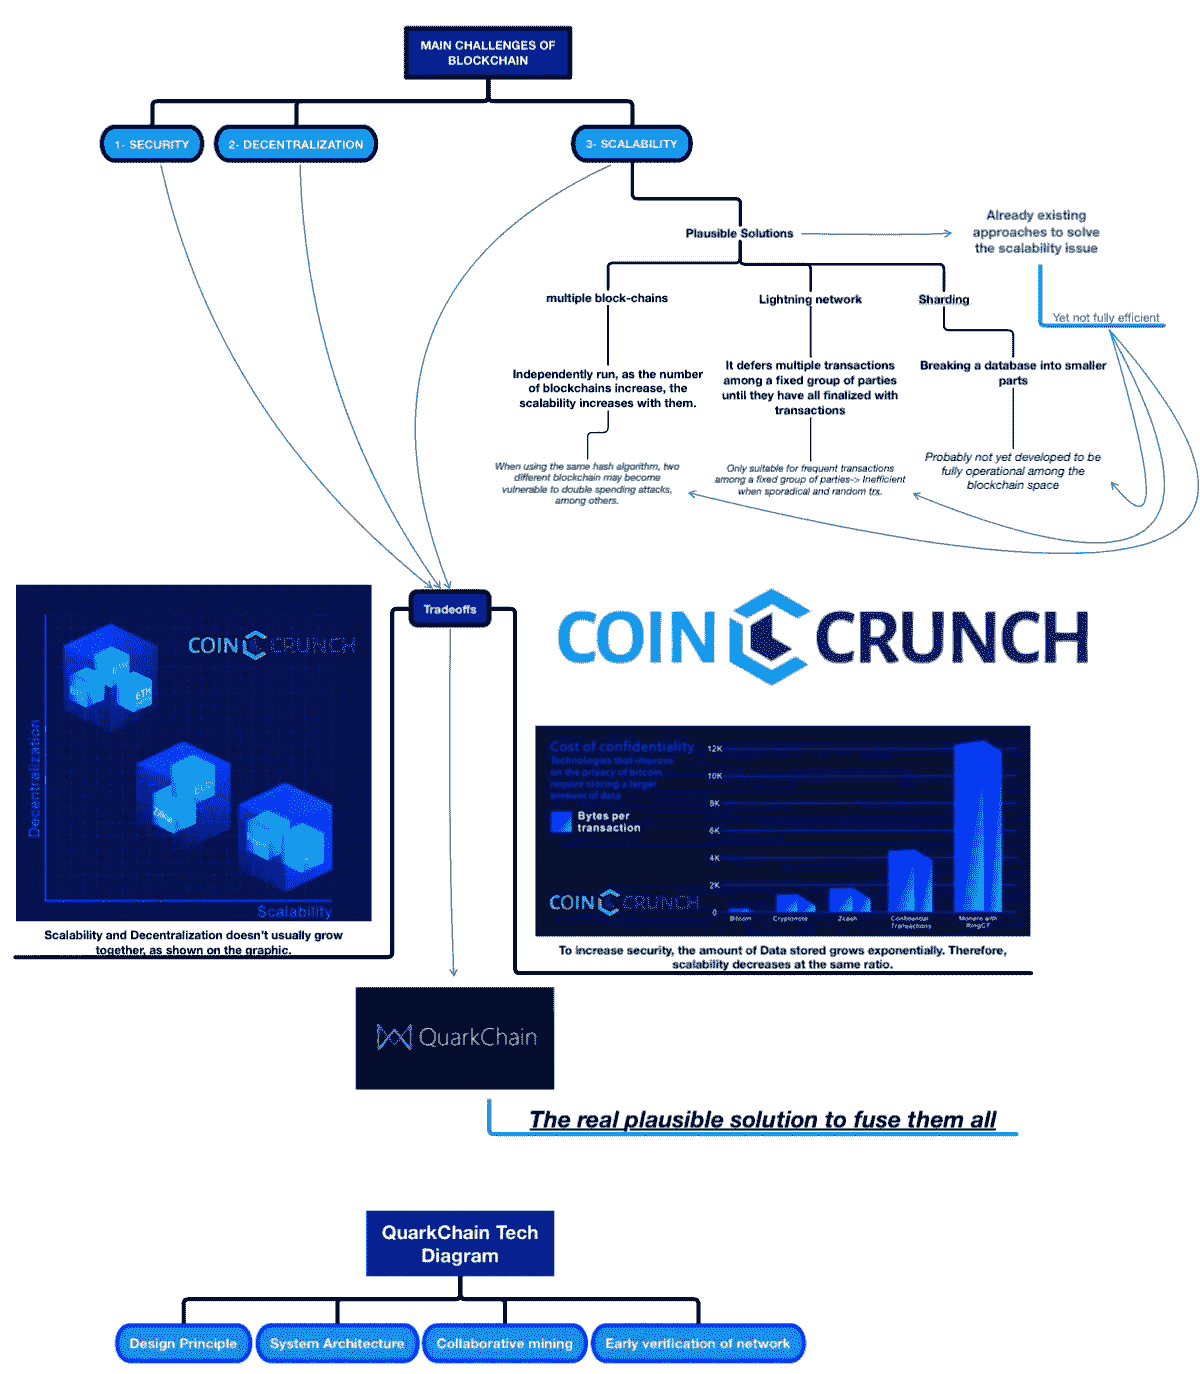 MAIN CHALLENGES OF
BLOCKCHAIN
1- SECURITY
2- DECENTRALIZATION
3- SCALABILITY
Plausible Solutions
Already existing
approaches to solve
the scalability issue
Yet not fully efficient
multiple block-chains
Lightning network
Sharding
Independently run, as the number
of blockchains increase, the
scalability increases with them.
It defers multiple transactions
among a fixed group of parties
until they have all finalized with
transactions
Breaking a database into smaller
parts
When using the same hash algorithm, two
different blockchain may become
vulnerable to double spending attacks,
among others.
Only suitable for frequent transactions
among a fixed group of parties-> Inefficient
when sporadical and random trx.
Probably not yet developed to be
fully operational among the
blockchain space
Tradeoffs
COIN CRUNCH
COIN CRUNCH
ETH
Decentralization
Scalability
Scalability and Decentralization doesn't usually grow
together, as shown on the graphic.
Cost of confidentiality
Technologies that improve
on the privacy of bitcoin
require storing a larger
amount of data
Bytes per
transaction
12K
10K
8K
6K
4K
2K
0
Bitcoin
Cryptonote
Zcash
Confidential
Transactions
Monero with
RingCT
COIN CRUNCH
To increase security, the amount of Data stored grows exponentially. Therefore,
scalability decreases at the same ratio.
QuarkChain
The real plausible solution to fuse them all
QuarkChain Tech
Diagram
Design Principle
System Architecture
Collaborative mining
Early verification of network